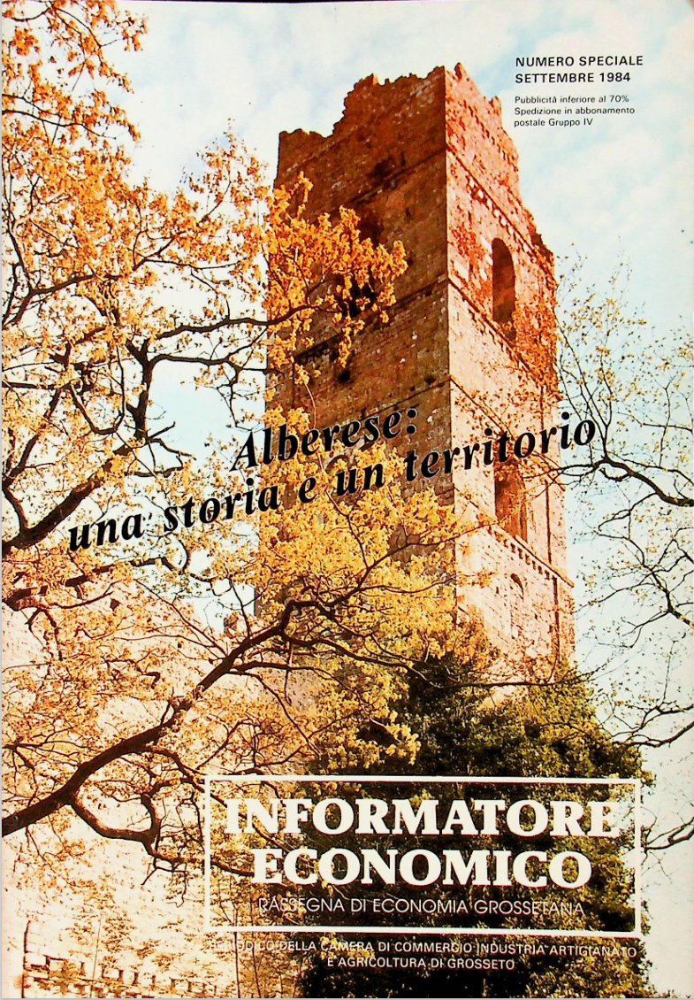 NUMERO SPECIALE
SETTEMBRE 1984
Pubblicità inferiore al 70%
Spedizione in abbonamento
postale Gruppo IV
Alberese:
una storia e un territorio
INFORMATORE
ECONOMICO
RASSEGNA DI ECONOMIA GROSSETANA
PERIODICO DELLA CAMERA DI COMMERCIO INDUSTRIA ARTIGIANATO
E AGRICOLTURA DI GROSSETO